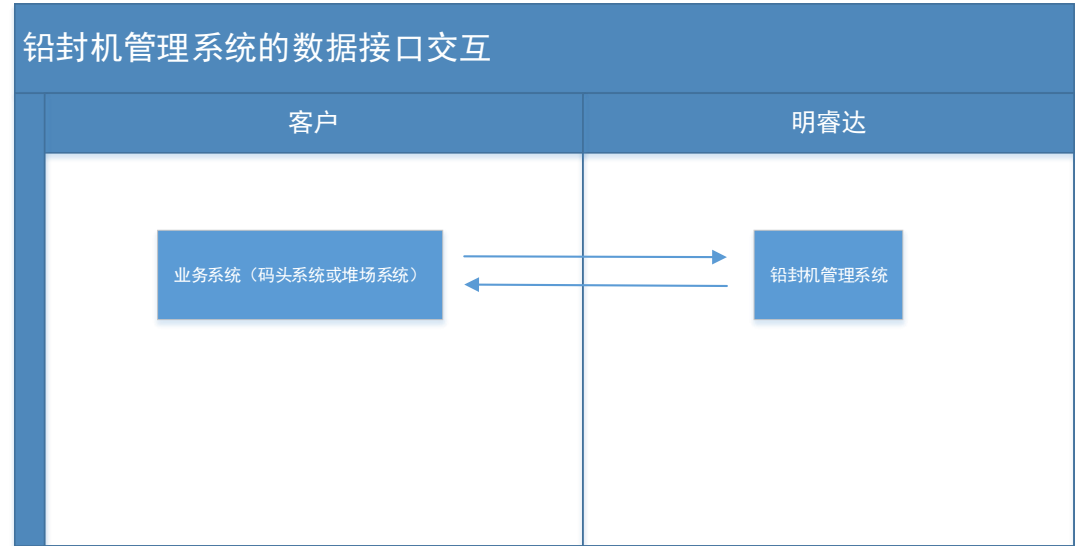 铅封机管理系统的数据接口交互
客户
明睿达
业务系统（码头系统或堆场系统）
铅封机管理系统